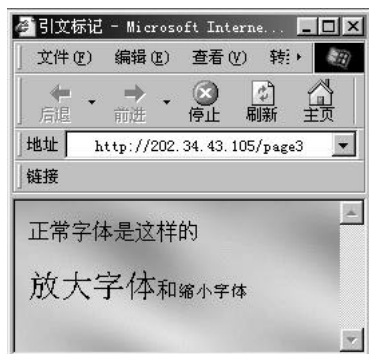 引文标记 - Microsoft Interne...
文件(F) 编辑(E) 查看(V) 转
后退 前进 停止 刷新 主页
地址 http://202.34.43.105/page3
链接
正常字体是这样的
放大字体和缩小字体